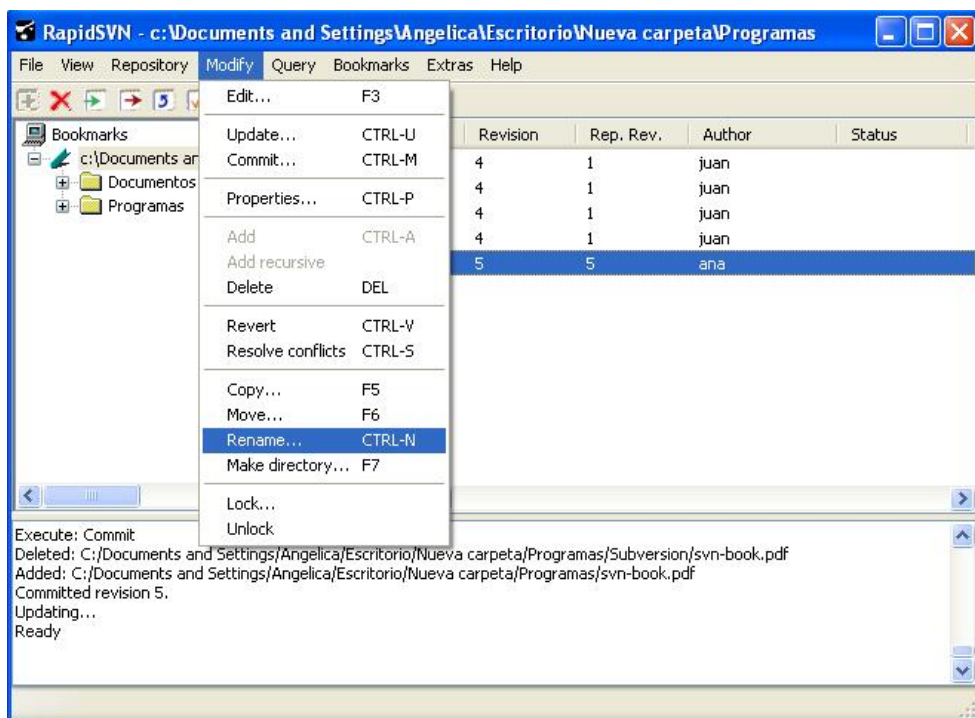 RapidSVN - c:\Documents and Settings\Angelica\Escritorio\Nueva carpeta\Programas
File View Repository Modify Query Bookmarks Extras Help
Edit... F3
Bookmarks Update... CTRL-U Revision Rep. Rev. Author Status
c:\Documents an Commit... CTRL-M 4 1 juan
Documentos 4 1 juan
Programas Properties... CTRL-P 4 1 juan
Add CTRL-A 4 1 juan
Add recursive 5 5 ana
Delete DEL
Revert CTRL-V
Resolve conflicts CTRL-S
Copy... F5
Move... F6
Rename... CTRL-N
Make directory... F7
Lock...
Unlock
Execute: Commit
Deleted: C:/Documents and Settings/Angelica/Escritorio/Nueva carpeta/Programas/Subversion/svn-book.pdf
Added: C:/Documents and Settings/Angelica/Escritorio/Nueva carpeta/Programas/svn-book.pdf
Committed revision 5.
Updating...
Ready